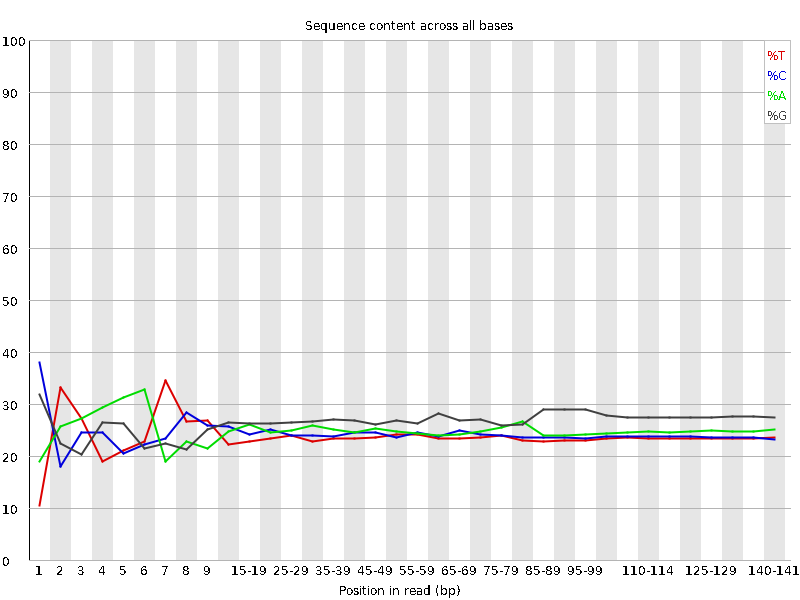 Sequence content across all bases
100
90
80
70
60
50
40
30
20
10
0
%T
%C
%A
%G
1 2 3 4 5 6 7 8 9 15-19 25-29 35-39 45-49 55-59 65-69 75-79 85-89 95-99 110-114 125-129 140-141
Position in read (bp)